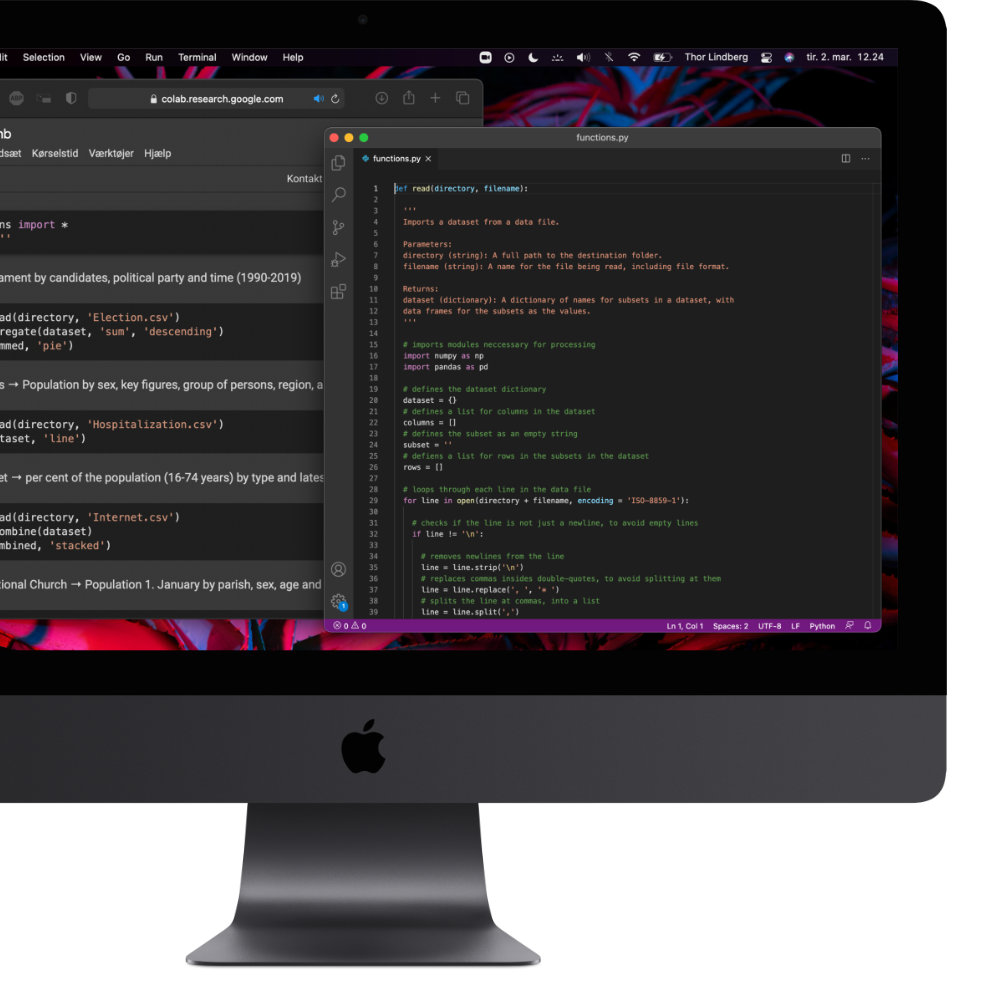 it Selection View Go Run Terminal Window Help Thor Lindberg tir. 2. mar. 12.24
ABP colab.research.google.com
nb
dsæt Kørselstid Værktøjer Hjælp
Kontakt
ns import *
''
ament by candidates, political party and time (1990-2019)
ad(directory, 'Election.csv')
regate(dataset, 'sum', 'descending')
mmed, 'pie')
s → Population by sex, key figures, group of persons, region, a
ad(directory, 'Hospitalization.csv')
taset, 'line')
et → per cent of the population (16-74 years) by type and lates
ad(directory, 'Internet.csv')
ombine(dataset)
mbined, 'stacked')
ional Church → Population 1. January by parish, sex, age and
functions.py
functions.py ×
1 def read(directory, filename):
2
3 '''
4 Imports a dataset from a data file.
5
6 Parameters:
7 directory (string): A full path to the destination folder.
8 filename (string): A name for the file being read, including file format.
9
10 Returns:
11 dataset (dictionary): A dictionary of names for subsets in a dataset, with
12 data frames for the subsets as the values.
13 '''
14
15 # imports modules neccessary for processing
16 import numpy as np
17 import pandas as pd
18
19 # defines the dataset dictionary
20 dataset = {}
21 # defines a list for columns in the dataset
22 columns = []
23 # defines the subset as an empty string
24 subset = ''
25 # defiens a list for rows in the subsets in the dataset
26 rows = []
27
28 # loops through each line in the data file
29 for line in open(directory + filename, encoding = 'ISO-8859-1'):
30
31 # checks if the line is not just a newline, to avoid empty lines
32 if line != '\n':
33
34 # removes newlines from the line
35 line = line.strip('\n')
36 # replaces commas insides double-quotes, to avoid splitting at them
37 line = line.replace(', ', '* ')
38 # splits the line at commas, into a list
39 line = line.split(',')
1
0 0 Ln 1, Col 1 Spaces: 2 UTF-8 LF Python